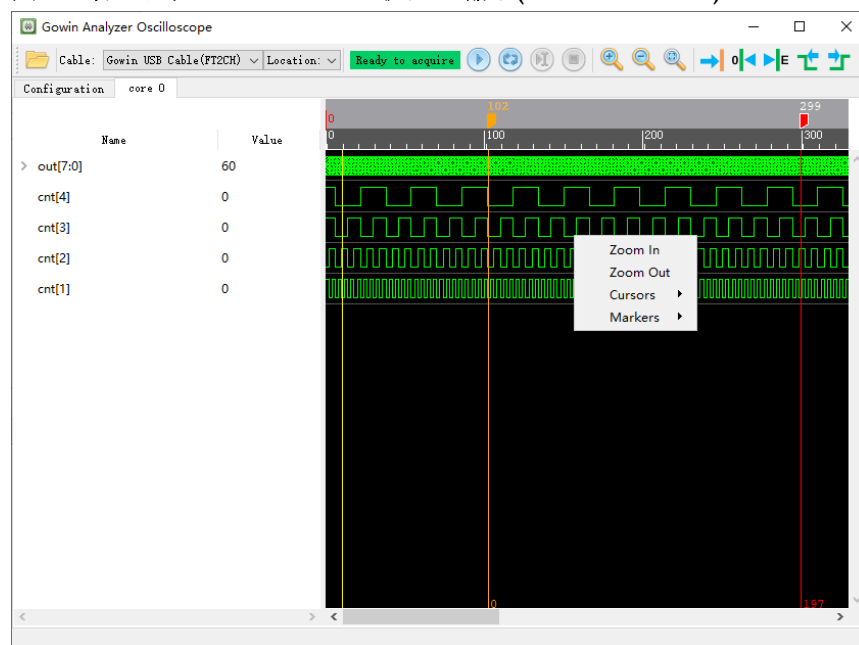 Gowin Analyzer Oscilloscope
Cable: Gowin USB Cable(FT2CH) Location: Ready to acquire 0 E
Configuration core 0
102 299
0
Name Value 0 100 200 300
out[7:0] 60
cnt[4] 0
cnt[3] 0
cnt[2] 0
cnt[1] 0
Zoom In
Zoom Out
Cursors
Markers
0 197